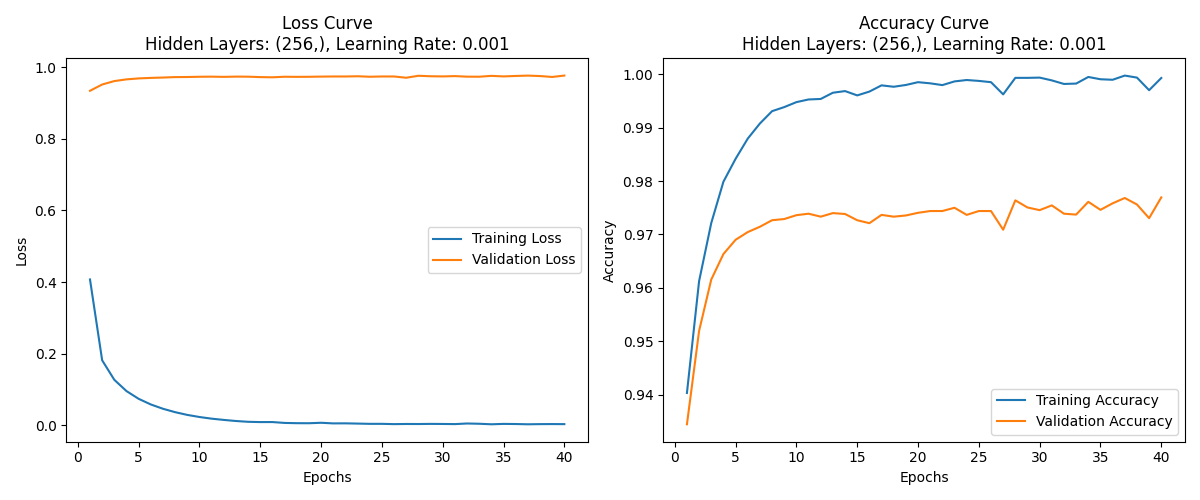 Loss Curve
Hidden Layers: (256,), Learning Rate: 0.001
1.0
0.8
0.6
0.4
0.2
0.0
Loss
Training Loss
Validation Loss
0 5 10 15 20 25 30 35 40
Epochs
Accuracy Curve
Hidden Layers: (256,), Learning Rate: 0.001
1.00
0.99
0.98
0.97
0.96
0.95
0.94
Accuracy
Training Accuracy
Validation Accuracy
0 5 10 15 20 25 30 35 40
Epochs